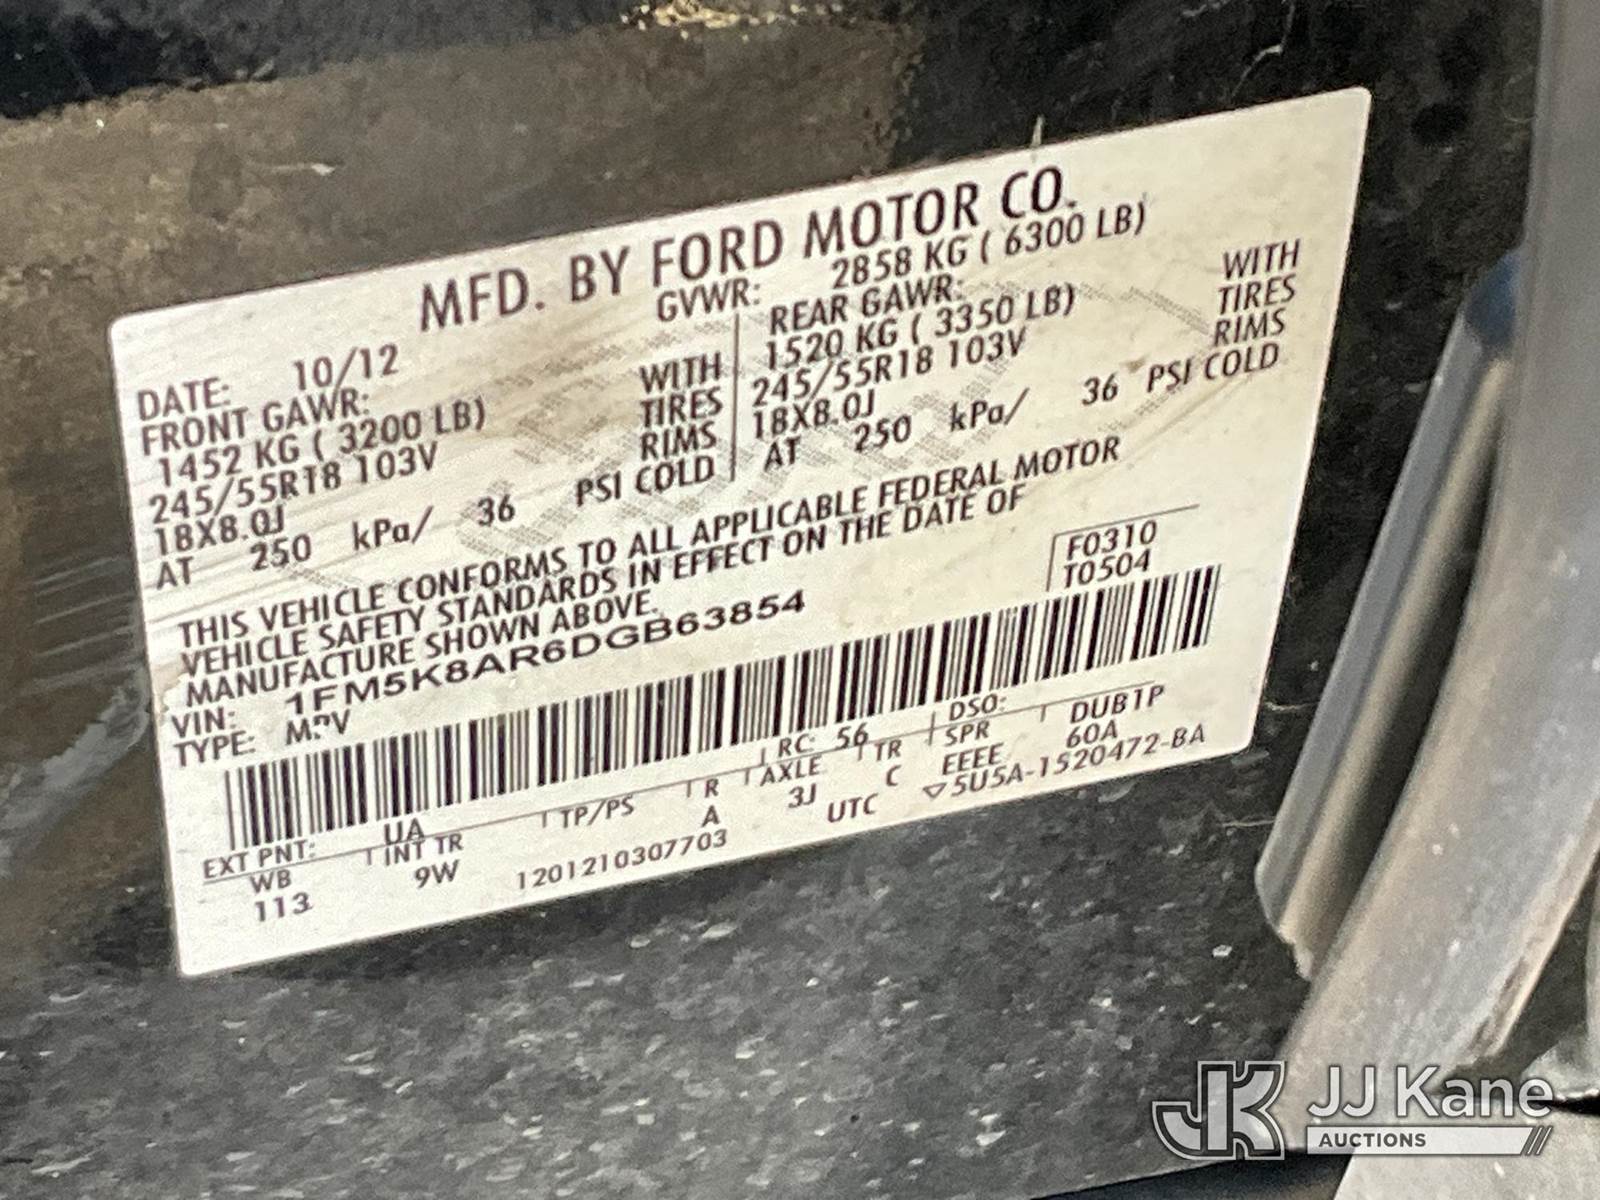 MFD. BY FORD MOTOR CO.
DATE: 10/12 GVWR: 2858 KG ( 6300 LB)
FRONT GAWR: REAR GAWR:
1452 KG ( 3200 LB) WITH 1520 KG ( 3350 LB) WITH
245/55R18 103V TIRES 245/55R18 103V TIRES
18X8.0J RIMS 18X8.0J RIMS
AT 250 kPa/ 36 PSI COLD AT 250 kPa/ 36 PSI COLD
THIS VEHICLE CONFORMS TO ALL APPLICABLE FEDERAL MOTOR
VEHICLE SAFETY STANDARDS IN EFFECT ON THE DATE OF
MANUFACTURE SHOWN ABOVE.
F0310
T0504
VIN: 1FM5K8AR6DGB63854
TYPE: MPV
EXT PNT: UA RC: 56 DSO:
WB INT TR TP/PS R AXLE TR SPR DUB1P
113 9W A 3J C EEEE 60A
1201210307703 UTC ▽5U5A-1520472-BA
JK JJ Kane
AUCTIONS